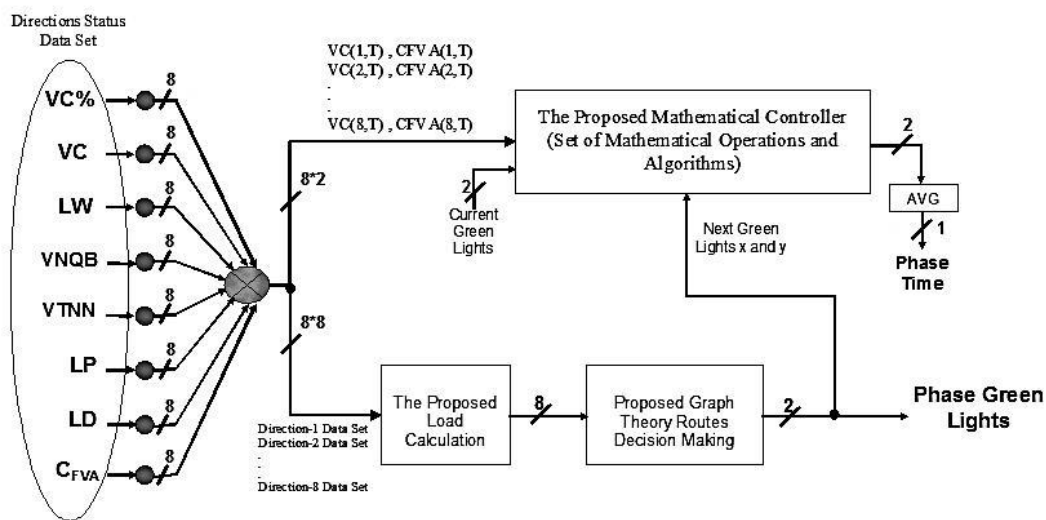 Directions Status
Data Set
VC%
8
VC
8
LW
8
VNQB
8
VTNN
8
LP
8
LD
8
CFVA
8
VC(1,T) , CFVA(1,T)
VC(2,T) , CFVA(2,T)
.
.
.
VC(8,T) , CFVA(8,T)
8*2
8*8
2
Current
Green
Lights
The Proposed Mathematical Controller
(Set of Mathematical Operations and
Algorithms)
2
AVG
1
Phase
Time
Next Green
Lights x and y
Direction-1 Data Set
Direction-2 Data Set
.
.
.
Direction-8 Data Set
The Proposed
Load
Calculation
8
Proposed Graph
Theory Routes
Decision Making
2
Phase Green
Lights